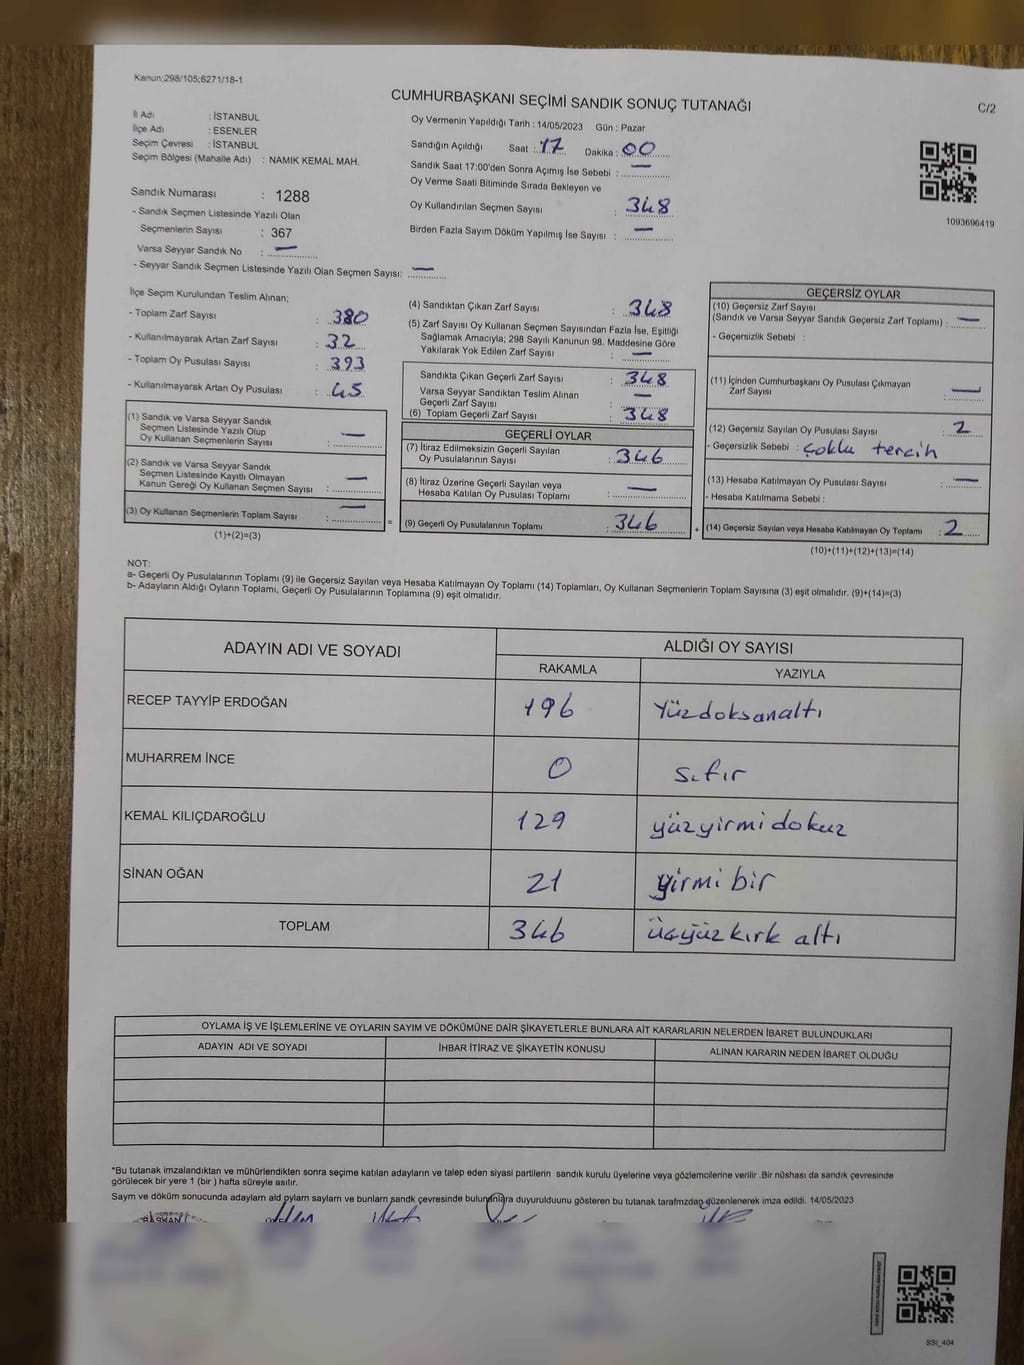 Kanun;298/105;6271/18-1
CUMHURBAŞKANI SEÇİMİ SANDIK SONUÇ TUTANAĞI
C/2
İl Adı : İSTANBUL
İlçe Adı : ESENLER
Seçim Çevresi : İSTANBUL
Seçim Bölgesi (Mahalle Adı) : NAMIK KEMAL MAH.
Sandık Numarası : 1288
- Sandık Seçmen Listesinde Yazılı Olan
Seçmenlerin Sayısı : 367
Varsa Seyyar Sandık No : —
- Seyyar Sandık Seçmen Listesinde Yazılı Olan Seçmen Sayısı: —
Oy Vermenin Yapıldığı Tarih : 14/05/2023 Gün : Pazar
Sandığın Açıldığı Saat : 17 Dakika : 00
Sandık Saat 17:00'den Sonra Açımış İse Sebebi : —
Oy Verme Saati Bitiminde Sırada Bekleyen ve
Oy Kullandırılan Seçmen Sayısı : 348
Birden Fazla Sayım Döküm Yapılmış İse Sayısı : —
1093696419
İlçe Seçim Kurulundan Teslim Alınan;
- Toplam Zarf Sayısı : 380
- Kullanılmayarak Artan Zarf Sayısı : 32
- Toplam Oy Pusulası Sayısı : 393
- Kullanılmayarak Artan Oy Pusulası : 45
(1) Sandık ve Varsa Seyyar Sandık
Seçmen Listesinde Yazılı Olup
Oy Kullanan Seçmenlerin Sayısı : —
(2) Sandık ve Varsa Seyyar Sandık
Seçmen Listesinde Kayıtlı Olmayan
Kanun Gereği Oy Kullanan Seçmen Sayısı : —
(3) Oy Kullanan Seçmenlerin Toplam Sayısı : —
(1)+(2)=(3)
=
(4) Sandıktan Çıkan Zarf Sayısı : 348
(5) Zarf Sayısı Oy Kullanan Seçmen Sayısından Fazla İse, Eşitliği
Sağlamak Amacıyla; 298 Sayılı Kanunun 98. Maddesine Göre
Yakılarak Yok Edilen Zarf Sayısı : —
Sandıkta Çıkan Geçerli Zarf Sayısı : 348
Varsa Seyyar Sandıktan Teslim Alınan
Geçerli Zarf Sayısı : —
(6) Toplam Geçerli Zarf Sayısı : 348
GEÇERLİ OYLAR
(7) İtiraz Edilmeksizin Geçerli Sayılan
Oy Pusulalarının Sayısı : 346
(8) İtiraz Üzerine Geçerli Sayılan veya
Hesaba Katılan Oy Pusulası Toplamı : —
(9) Geçerli Oy Pusulalarının Toplamı : 346
+
GEÇERSİZ OYLAR
(10) Geçersiz Zarf Sayısı
(Sandık ve Varsa Seyyar Sandık Geçersiz Zarf Toplamı) : —
- Geçersizlik Sebebi :
(11) İçinden Cumhurbaşkanı Oy Pusulası Çıkmayan
Zarf Sayısı : —
(12) Geçersiz Sayılan Oy Pusulası Sayısı : 2
- Geçersizlik Sebebi : çoklu tercih
(13) Hesaba Katılmayan Oy Pusulası Sayısı : —
- Hesaba Katılmama Sebebi :
(14) Geçersiz Sayılan veya Hesaba Katılmayan Oy Toplamı : 2
(10)+(11)+(12)+(13)=(14)
NOT:
a- Geçerli Oy Pusulalarının Toplamı (9) ile Geçersiz Sayılan veya Hesaba Katılmayan Oy Toplamı (14) Toplamları, Oy Kullanan Seçmenlerin Toplam Sayısına (3) eşit olmalıdır. (9)+(14)=(3)
b- Adayların Aldığı Oyların Toplamı, Geçerli Oy Pusulalarının Toplamına (9) eşit olmalıdır.
ADAYIN ADI VE SOYADI ALDIĞI OY SAYISI
RAKAMLA YAZIYLA
RECEP TAYYİP ERDOĞAN 196 Yüzdoksanaltı
MUHARREM İNCE 0 sıfır
KEMAL KILIÇDAROĞLU 129 yüzyirmi dokuz
SİNAN OĞAN 21 yirmi bir
TOPLAM 346 üçyüz kırk altı
OYLAMA İŞ VE İŞLEMLERİNE VE OYLARIN SAYIM VE DÖKÜMÜNE DAİR ŞİKAYETLERLE BUNLARA AİT KARARLARIN NELERDEN İBARET BULUNDUKLARI
ADAYIN ADI VE SOYADI İHBAR İTİRAZ VE ŞİKAYETİN KONUSU ALINAN KARARIN NEDEN İBARET OLDUĞU
*Bu tutanak imzalandıktan ve mühürlendikten sonra seçime katılan adayların ve talep eden siyasi partilerin sandık kurulu üyelerine veya gözlemcilerine verilir .Bir nüshası da sandık çevresinde
görülecek bir yere 1 (bir ) hafta süreyle asılır.
Sayım ve döküm sonucunda adayların ald oyların sayların ve bunların sandk çevresinde bulunanlara duyurulduunu gösteren bu tutanak tarafmzdan düzenlenerek imza edildi. 14/05/2023
BAŞKAN
SSI_404